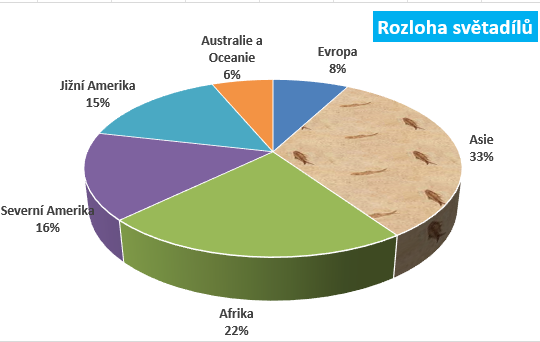 Rozloha světadílů
Australie a
Oceanie
6%
Evropa
8%
Jižní Amerika
15%
Asie
33%
Severní Amerika
16%
Afrika
22%